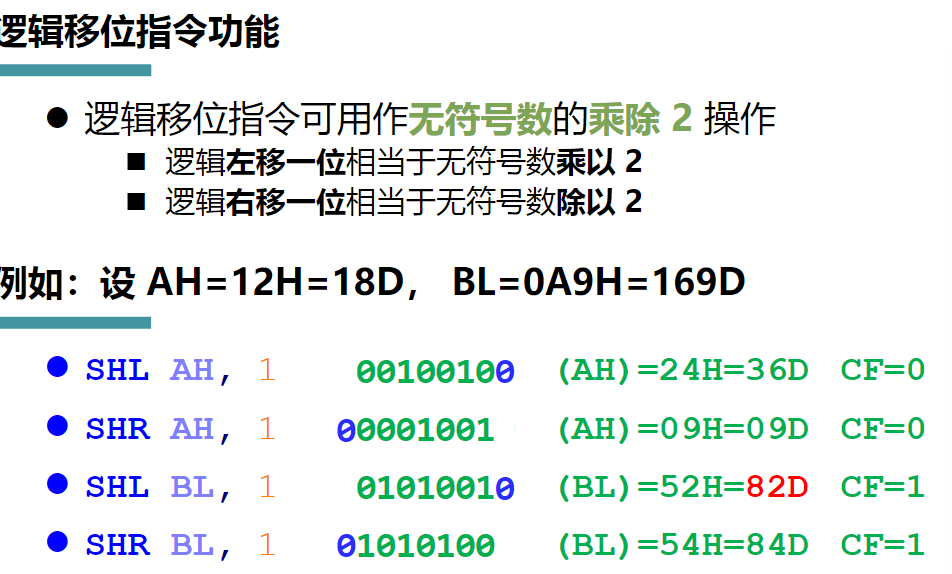 逻辑移位指令功能
● 逻辑移位指令可用作无符号数的乘除 2 操作
■ 逻辑左移一位相当于无符号数乘以 2
■ 逻辑右移一位相当于无符号数除以 2
例如：设 AH=12H=18D， BL=0A9H=169D
● SHL AH, 1 00100100 (AH)=24H=36D CF=0
● SHR AH, 1 00001001 (AH)=09H=09D CF=0
● SHL BL, 1 01010010 (BL)=52H=82D CF=1
● SHR BL, 1 01010100 (BL)=54H=84D CF=1